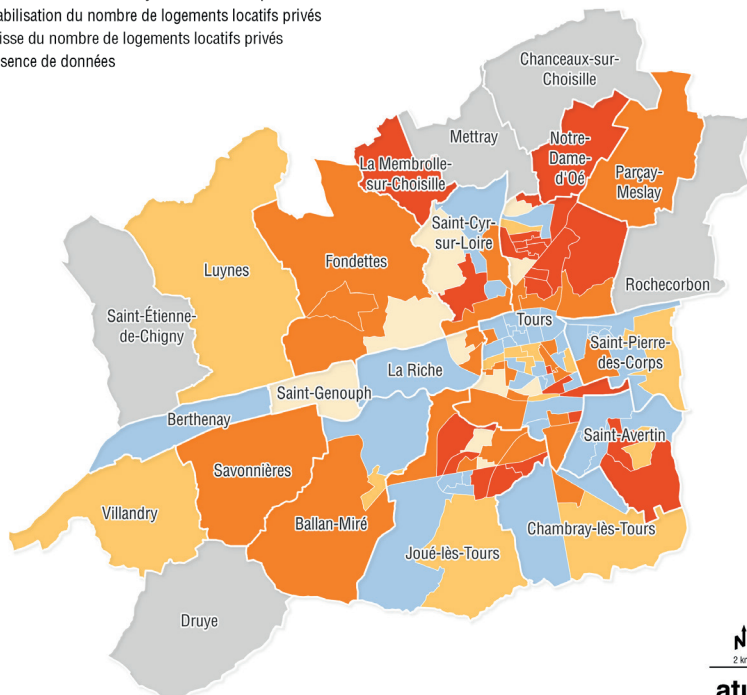 abilisation du nombre de logements locatifs privés
isse du nombre de logements locatifs privés
sence de données
Chanceaux-sur-
Choisille
Mettray
Notre-
Dame-
d'Oé
La Membrolle-
sur-Choisille
Parçay-
Meslay
Saint-Cyr-
sur-Loire
Luynes
Fondettes
Rochecorbon
Saint-Étienne-
de-Chigny
Tours
Saint-Pierre-
des-Corps
La Riche
Saint-Genouph
Berthenay
Saint-Avertin
Savonnières
Villandry
Ballan-Miré
Chambray-lès-Tours
Joué-lès-Tours
Druye
N
2 km
atu